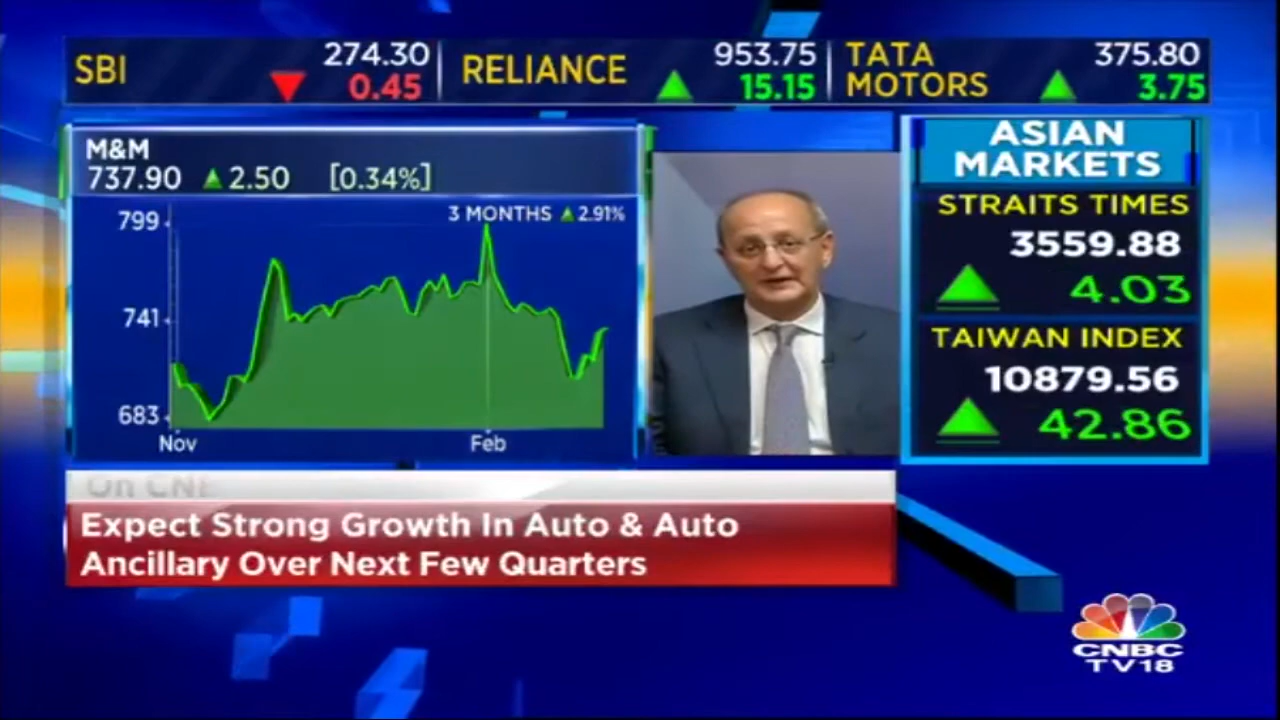 SBI
274.30
0.45
RELIANCE
953.75
15.15
TATA
MOTORS
375.80
3.75
M&M
737.90 2.50 [0.34%]
3 MONTHS 2.91%
799
741
683
Nov
Feb
ASIAN
MARKETS
STRAITS TIMES
3559.88
4.03
TAIWAN INDEX
10879.56
42.86
Expect Strong Growth In Auto & Auto
Ancillary Over Next Few Quarters
CNBC
TV18